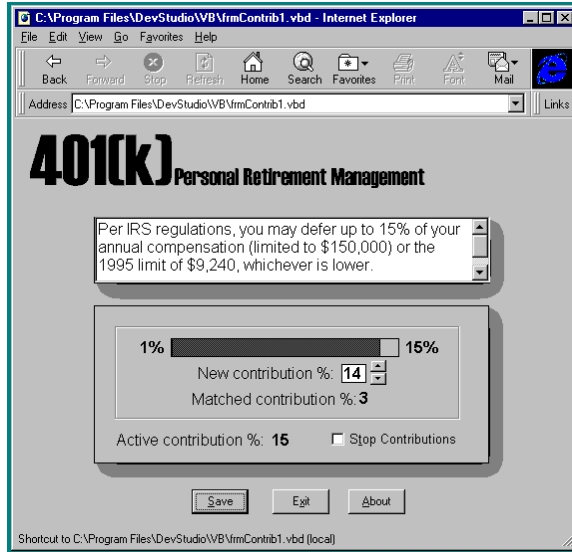 C:\Program Files\DevStudio\VB\frmContrib1.vbd - Internet Explorer
File Edit View Go Favorites Help
Back Forward Stop Refresh Home Search Favorites Print Font Mail
Address C:\Program Files\DevStudio\VB\frmContrib1.vbd Links
401(k) Personal Retirement Management
Per IRS regulations, you may defer up to 15% of your
annual compensation (limited to $150,000) or the
1995 limit of $9,240, whichever is lower.
1% 15%
New contribution %: 14
Matched contribution %: 3
Active contribution %: 15 Stop Contributions
Save Exit About
Shortcut to C:\Program Files\DevStudio\VB\frmContrib1.vbd (local)